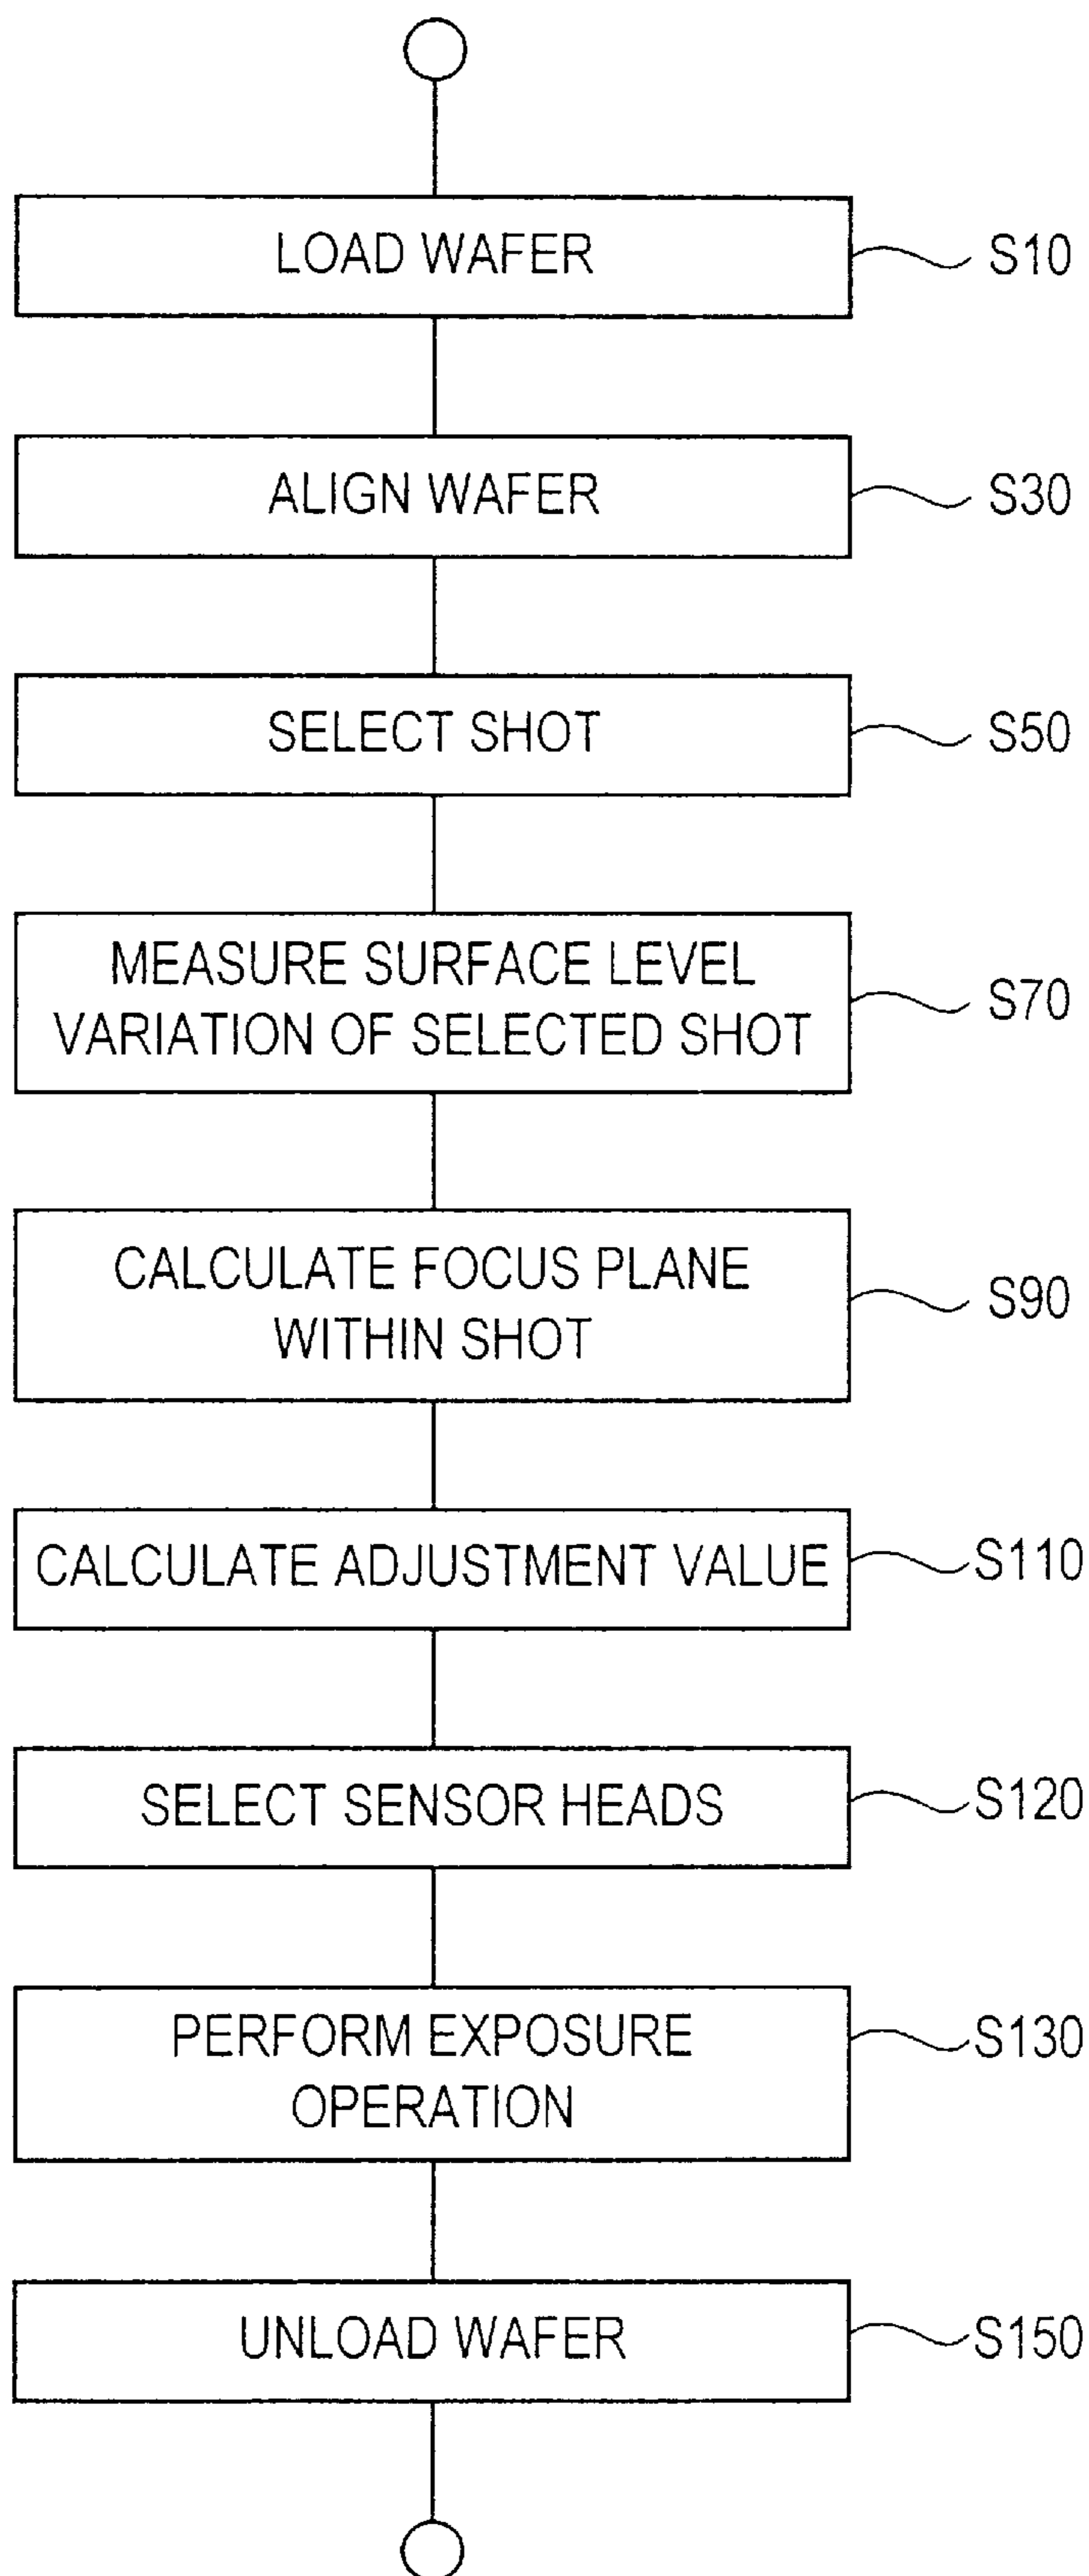 LOAD WAFER
S10
ALIGN WAFER
S30
SELECT SHOT
S50
MEASURE SURFACE LEVEL
VARIATION OF SELECTED SHOT
S70
CALCULATE FOCUS PLANE
WITHIN SHOT
S90
CALCULATE ADJUSTMENT VALUE
S110
SELECT SENSOR HEADS
S120
PERFORM EXPOSURE
OPERATION
S130
UNLOAD WAFER
S150